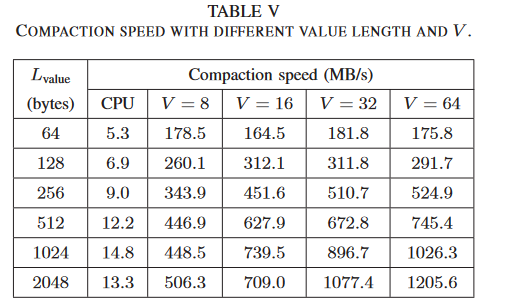 TABLE V
COMPACTION SPEED WITH DIFFERENT VALUE LENGTH AND V.
Lvalue Compaction speed (MB/s)
(bytes) CPU V = 8 V = 16 V = 32 V = 64
64 5.3 178.5 164.5 181.8 175.8
128 6.9 260.1 312.1 311.8 291.7
256 9.0 343.9 451.6 510.7 524.9
512 12.2 446.9 627.9 672.8 745.4
1024 14.8 448.5 739.5 896.7 1026.3
2048 13.3 506.3 709.0 1077.4 1205.6